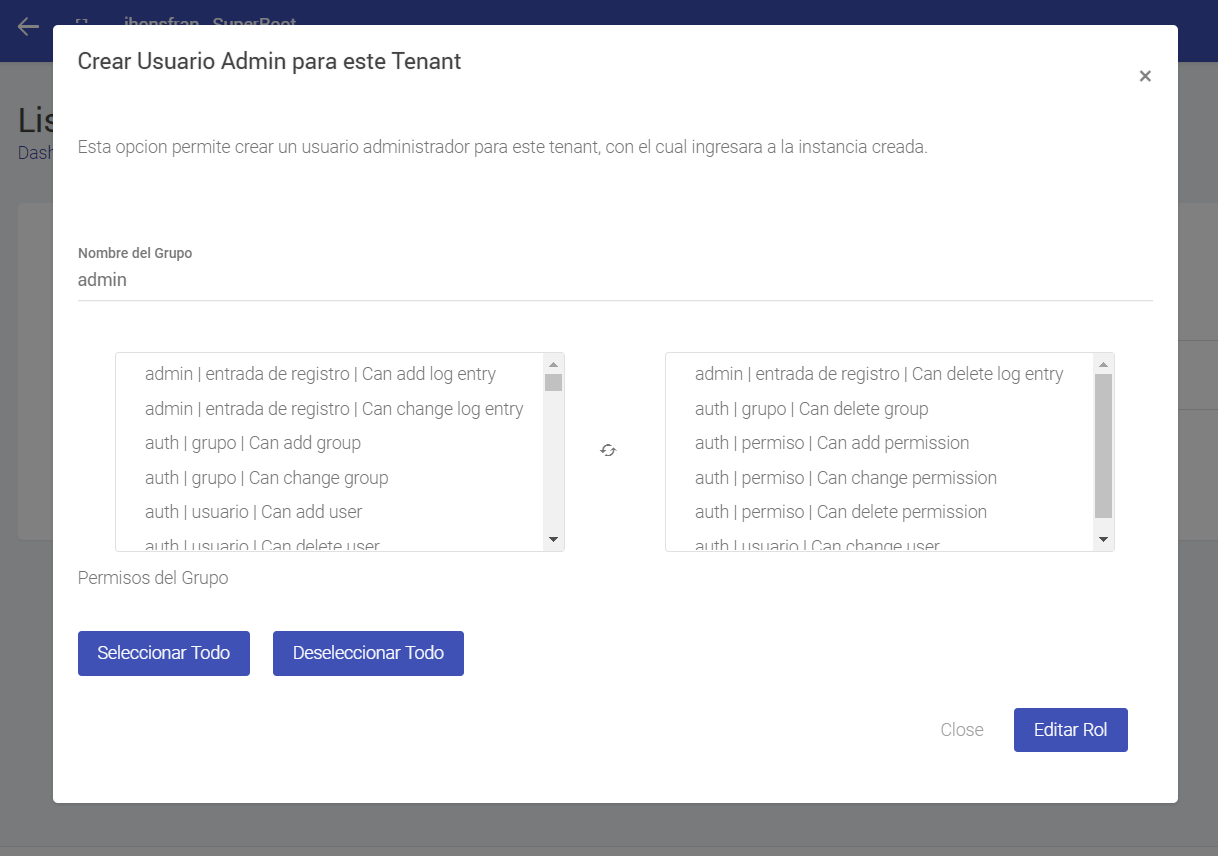 jhonsfran - SuperRoot
Crear Usuario Admin para este Tenant
×
Lis
Dash
Esta opcion permite crear un usuario administrador para este tenant, con el cual ingresara a la instancia creada.
Nombre del Grupo
admin
admin | entrada de registro | Can add log entry
admin | entrada de registro | Can change log entry
auth | grupo | Can add group
auth | grupo | Can change group
auth | usuario | Can add user
auth | usuario | Can delete user
admin | entrada de registro | Can delete log entry
auth | grupo | Can delete group
auth | permiso | Can add permission
auth | permiso | Can change permission
auth | permiso | Can delete permission
auth | usuario | Can change user
Permisos del Grupo
Seleccionar Todo
Deseleccionar Todo
Close
Editar Rol